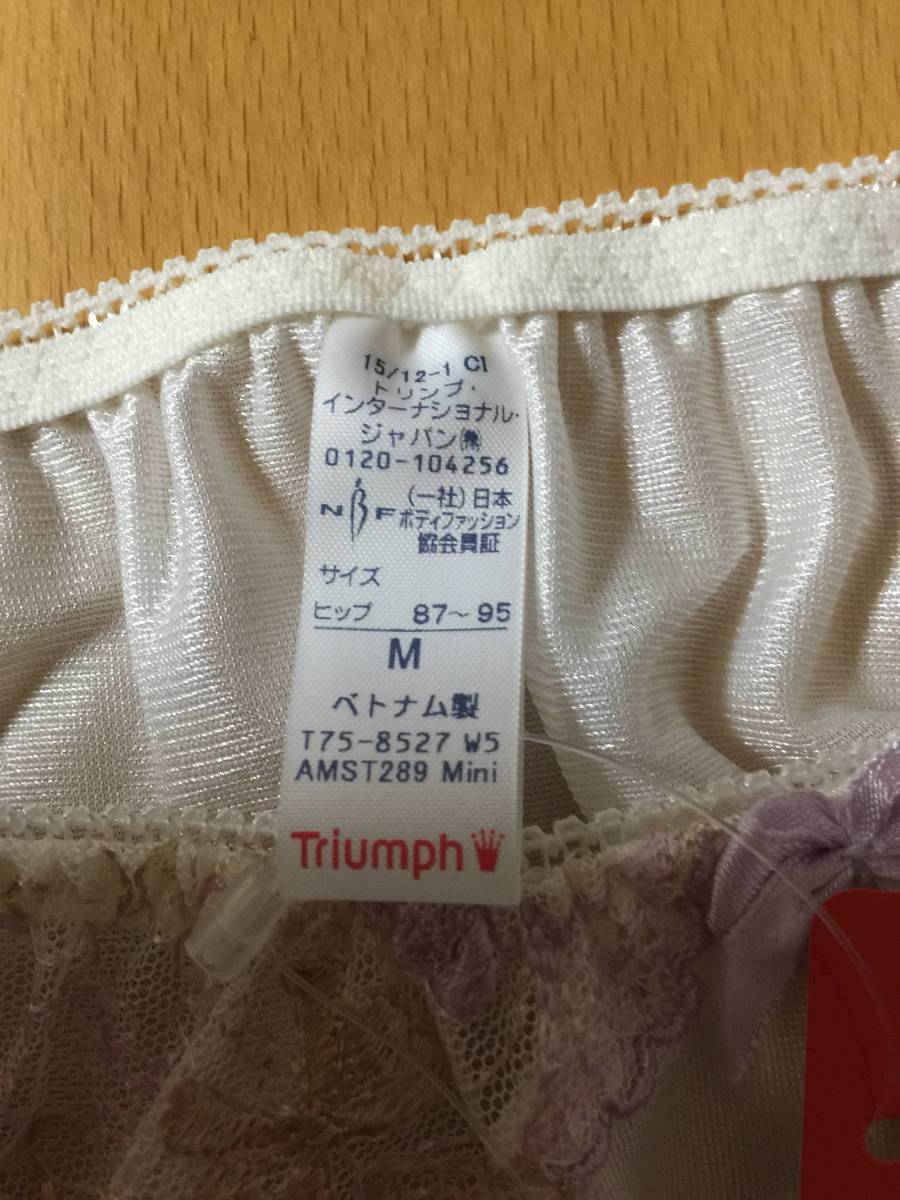 15/12-1 CI
トリンプ・
インターナショナル・
ジャパン㈱
0120-104256
NBF (一社)日本
ボディファッション
協会員証
サイズ
ヒップ 87～95
M
ベトナム製
T75-8527 W5
AMST289 Mini
Triumph